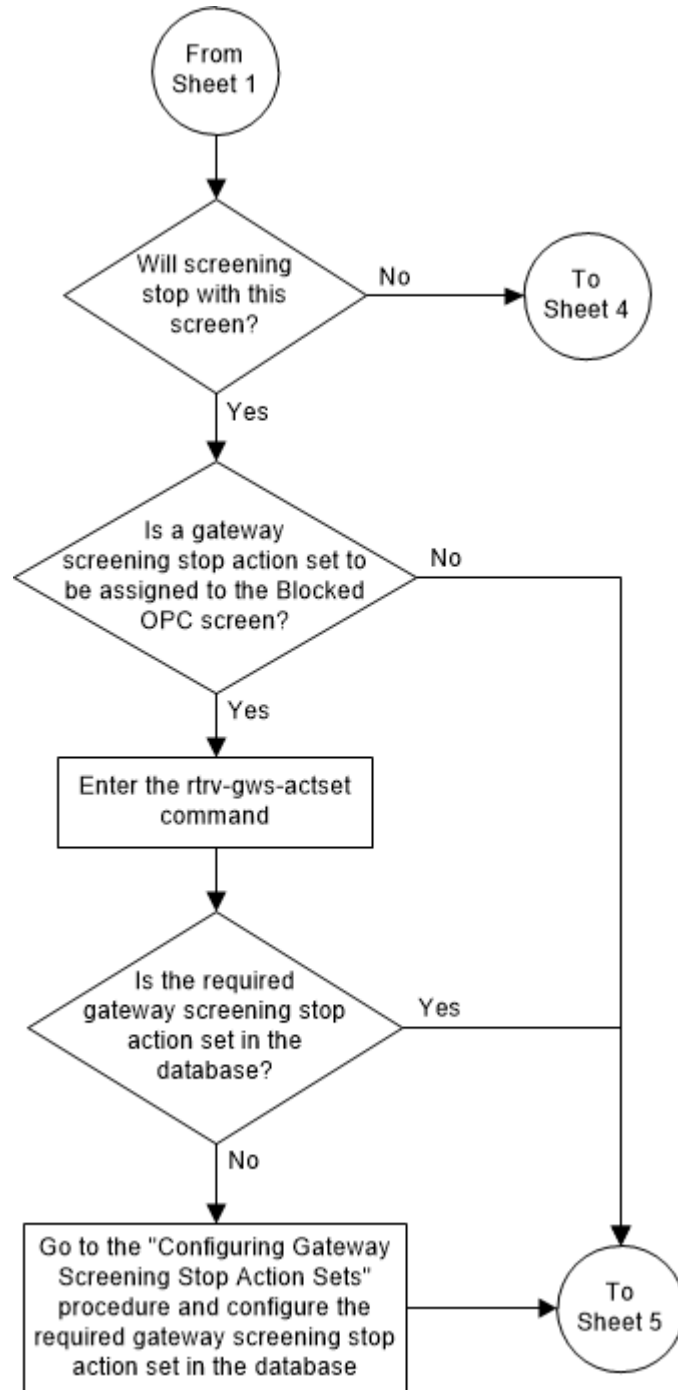 From
Sheet 1
Will screening
stop with this
screen?
No
To
Sheet 4
Yes
Is a gateway
screening stop action set to
be assigned to the Blocked
OPC screen?
No
Yes
Enter the rtrv-gws-actset
command
Is the required
gateway screening stop
action set in the
database?
Yes
No
Go to the "Configuring Gateway
Screening Stop Action Sets"
procedure and configure the
required gateway screening stop
action set in the database
To
Sheet 5